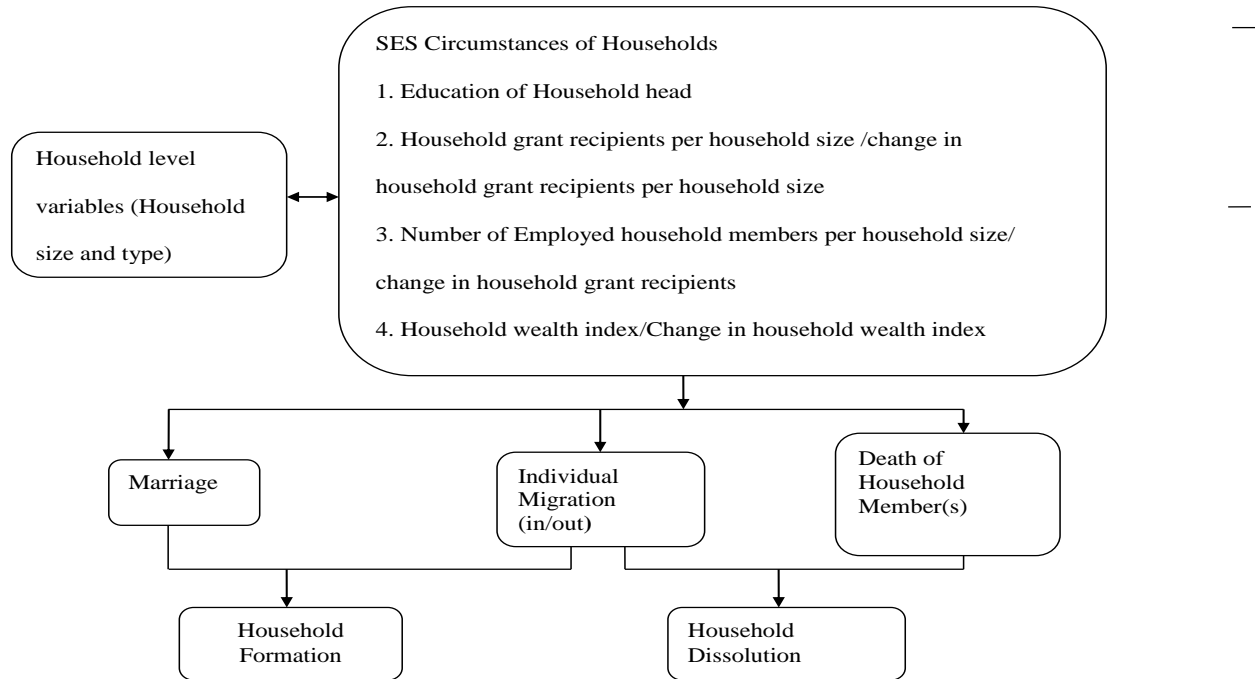 SES Circumstances of Households
1. Education of Household head
2. Household grant recipients per household size /change in
household grant recipients per household size
3. Number of Employed household members per household size/
change in household grant recipients
4. Household wealth index/Change in household wealth index
Household level
variables (Household
size and type)
Marriage
Individual
Migration
(in/out)
Death of
Household
Member(s)
Household
Formation
Household
Dissolution